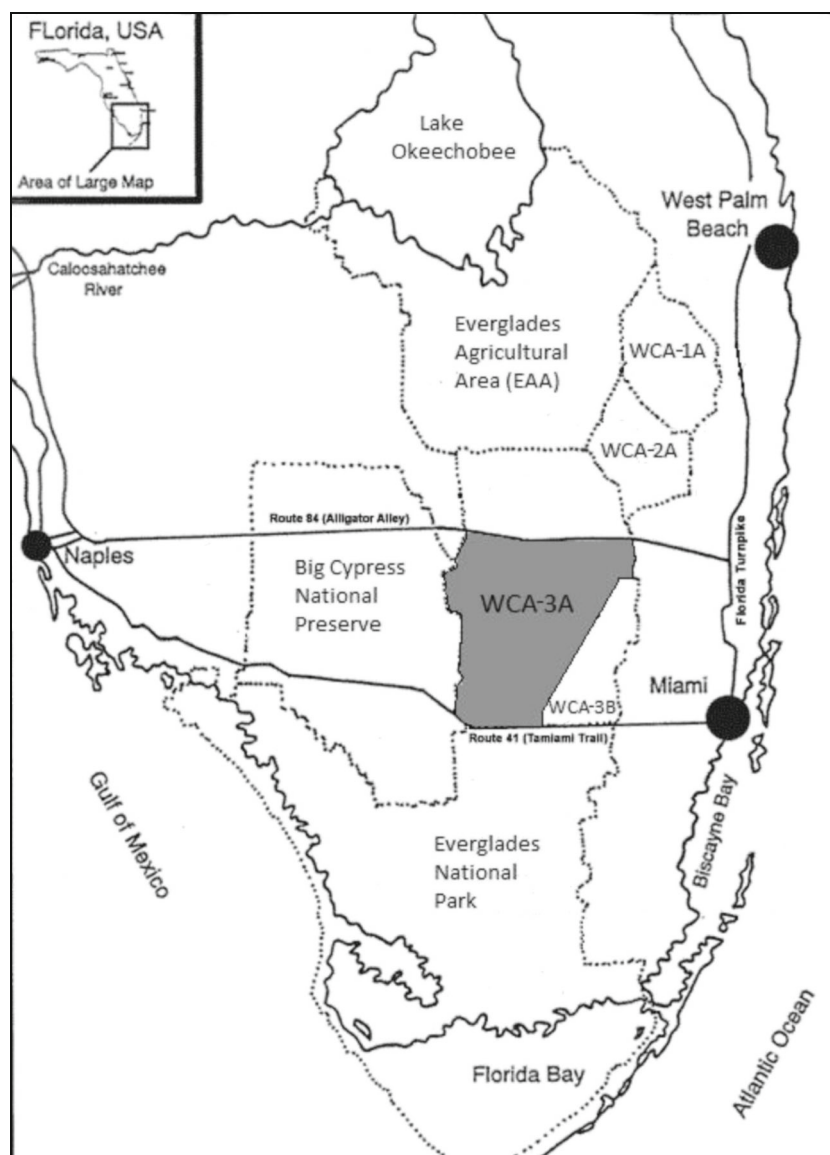 FLorida, USA
Area of Large Map
Lake
Okeechobee
West Palm
Beach
Caloosahatchee
River
Everglades
Agricultural
Area (EAA)
WCA-1A
WCA-2A
Route 84 (Alligator Alley)
Naples
Big Cypress
National
Preserve
WCA-3A
Florida Turnpike
Miami
WCA-3B
Route 41 (Tamiami Trail)
Gulf of Mexico
Biscayne Bay
Everglades
National
Park
Florida Bay
Atlantic Ocean